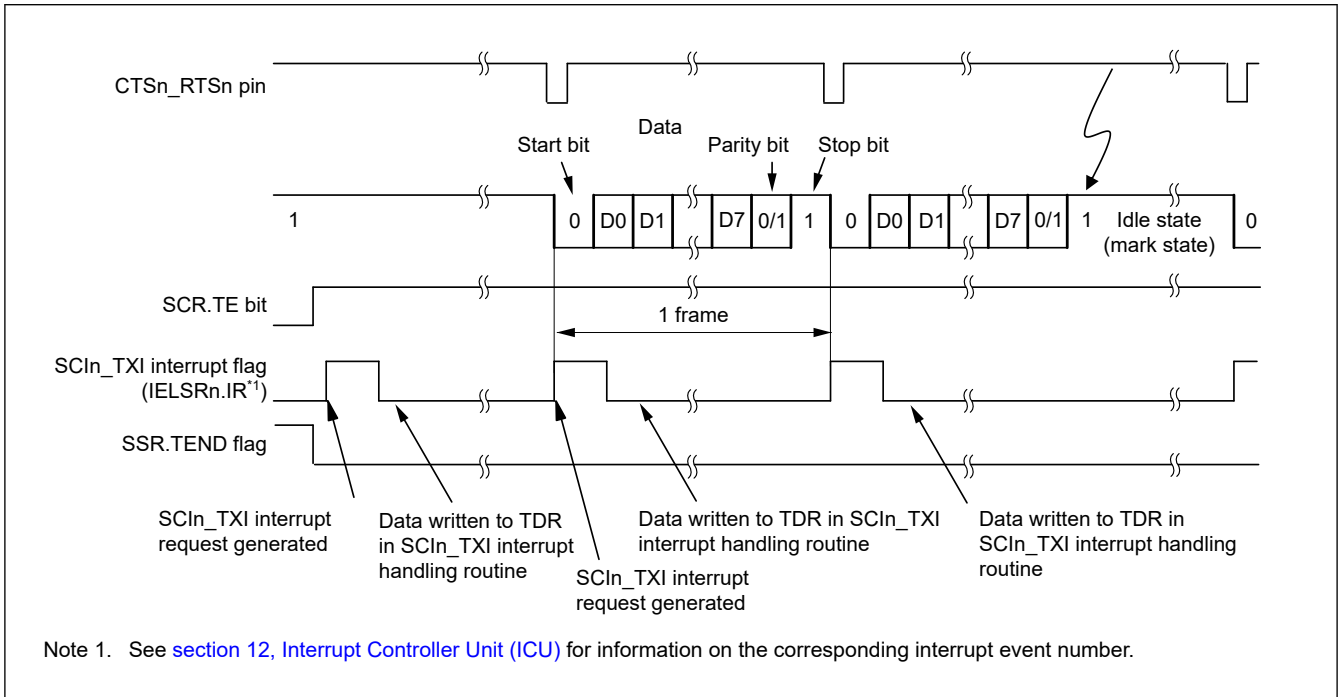 CTSn_RTSn pin
Data
Start bit
Parity bit
Stop bit
1
0
D0
D1
D7
0/1
1
0
D0
D1
D7
0/1
1
Idle state
(mark state)
0
SCR.TE bit
1 frame
SCIn_TXI interrupt flag
(IELSRn.IR*1)
SSR.TEND flag
SCIn_TXI interrupt
request generated
Data written to TDR
in SCIn_TXI interrupt
handling routine
SCIn_TXI interrupt
request generated
Data written to TDR in SCIn_TXI
interrupt handling routine
Data written to TDR in
SCIn_TXI interrupt handling
routine
Note 1. See section 12, Interrupt Controller Unit (ICU) for information on the corresponding interrupt event number.